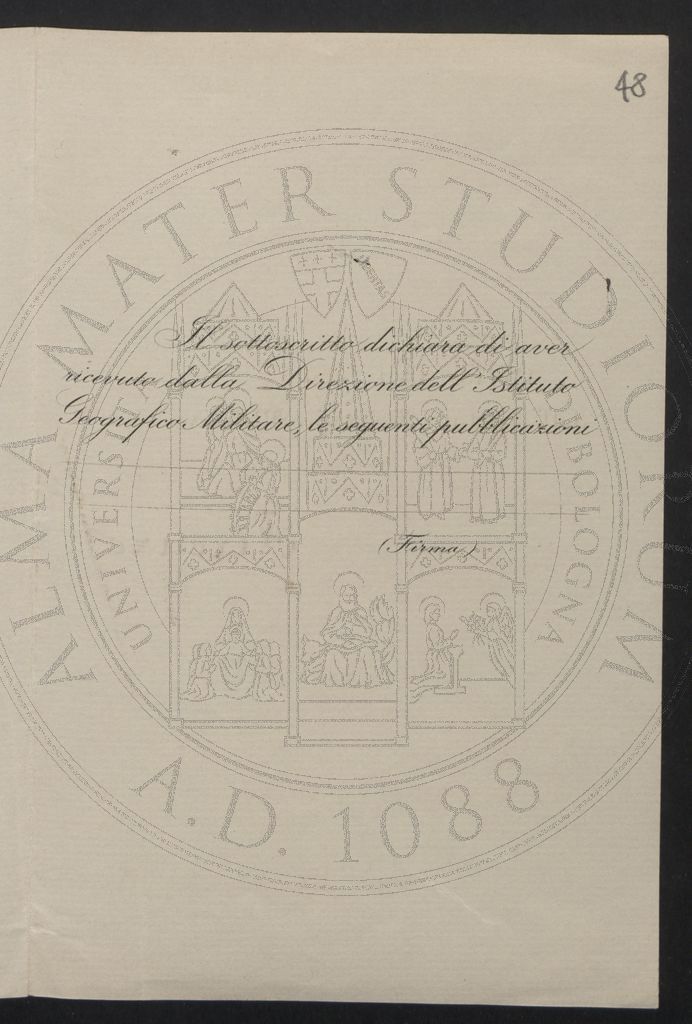 48
Il sottoscritto dichiara di aver
ricevuto dalla Direzione dell'Istituto
Geografico Militare, le seguenti pubblicazioni
(Firma)
ALMA MATER STUDIORUM
UNIVERSITÀ DI BOLOGNA
A.D. 1088